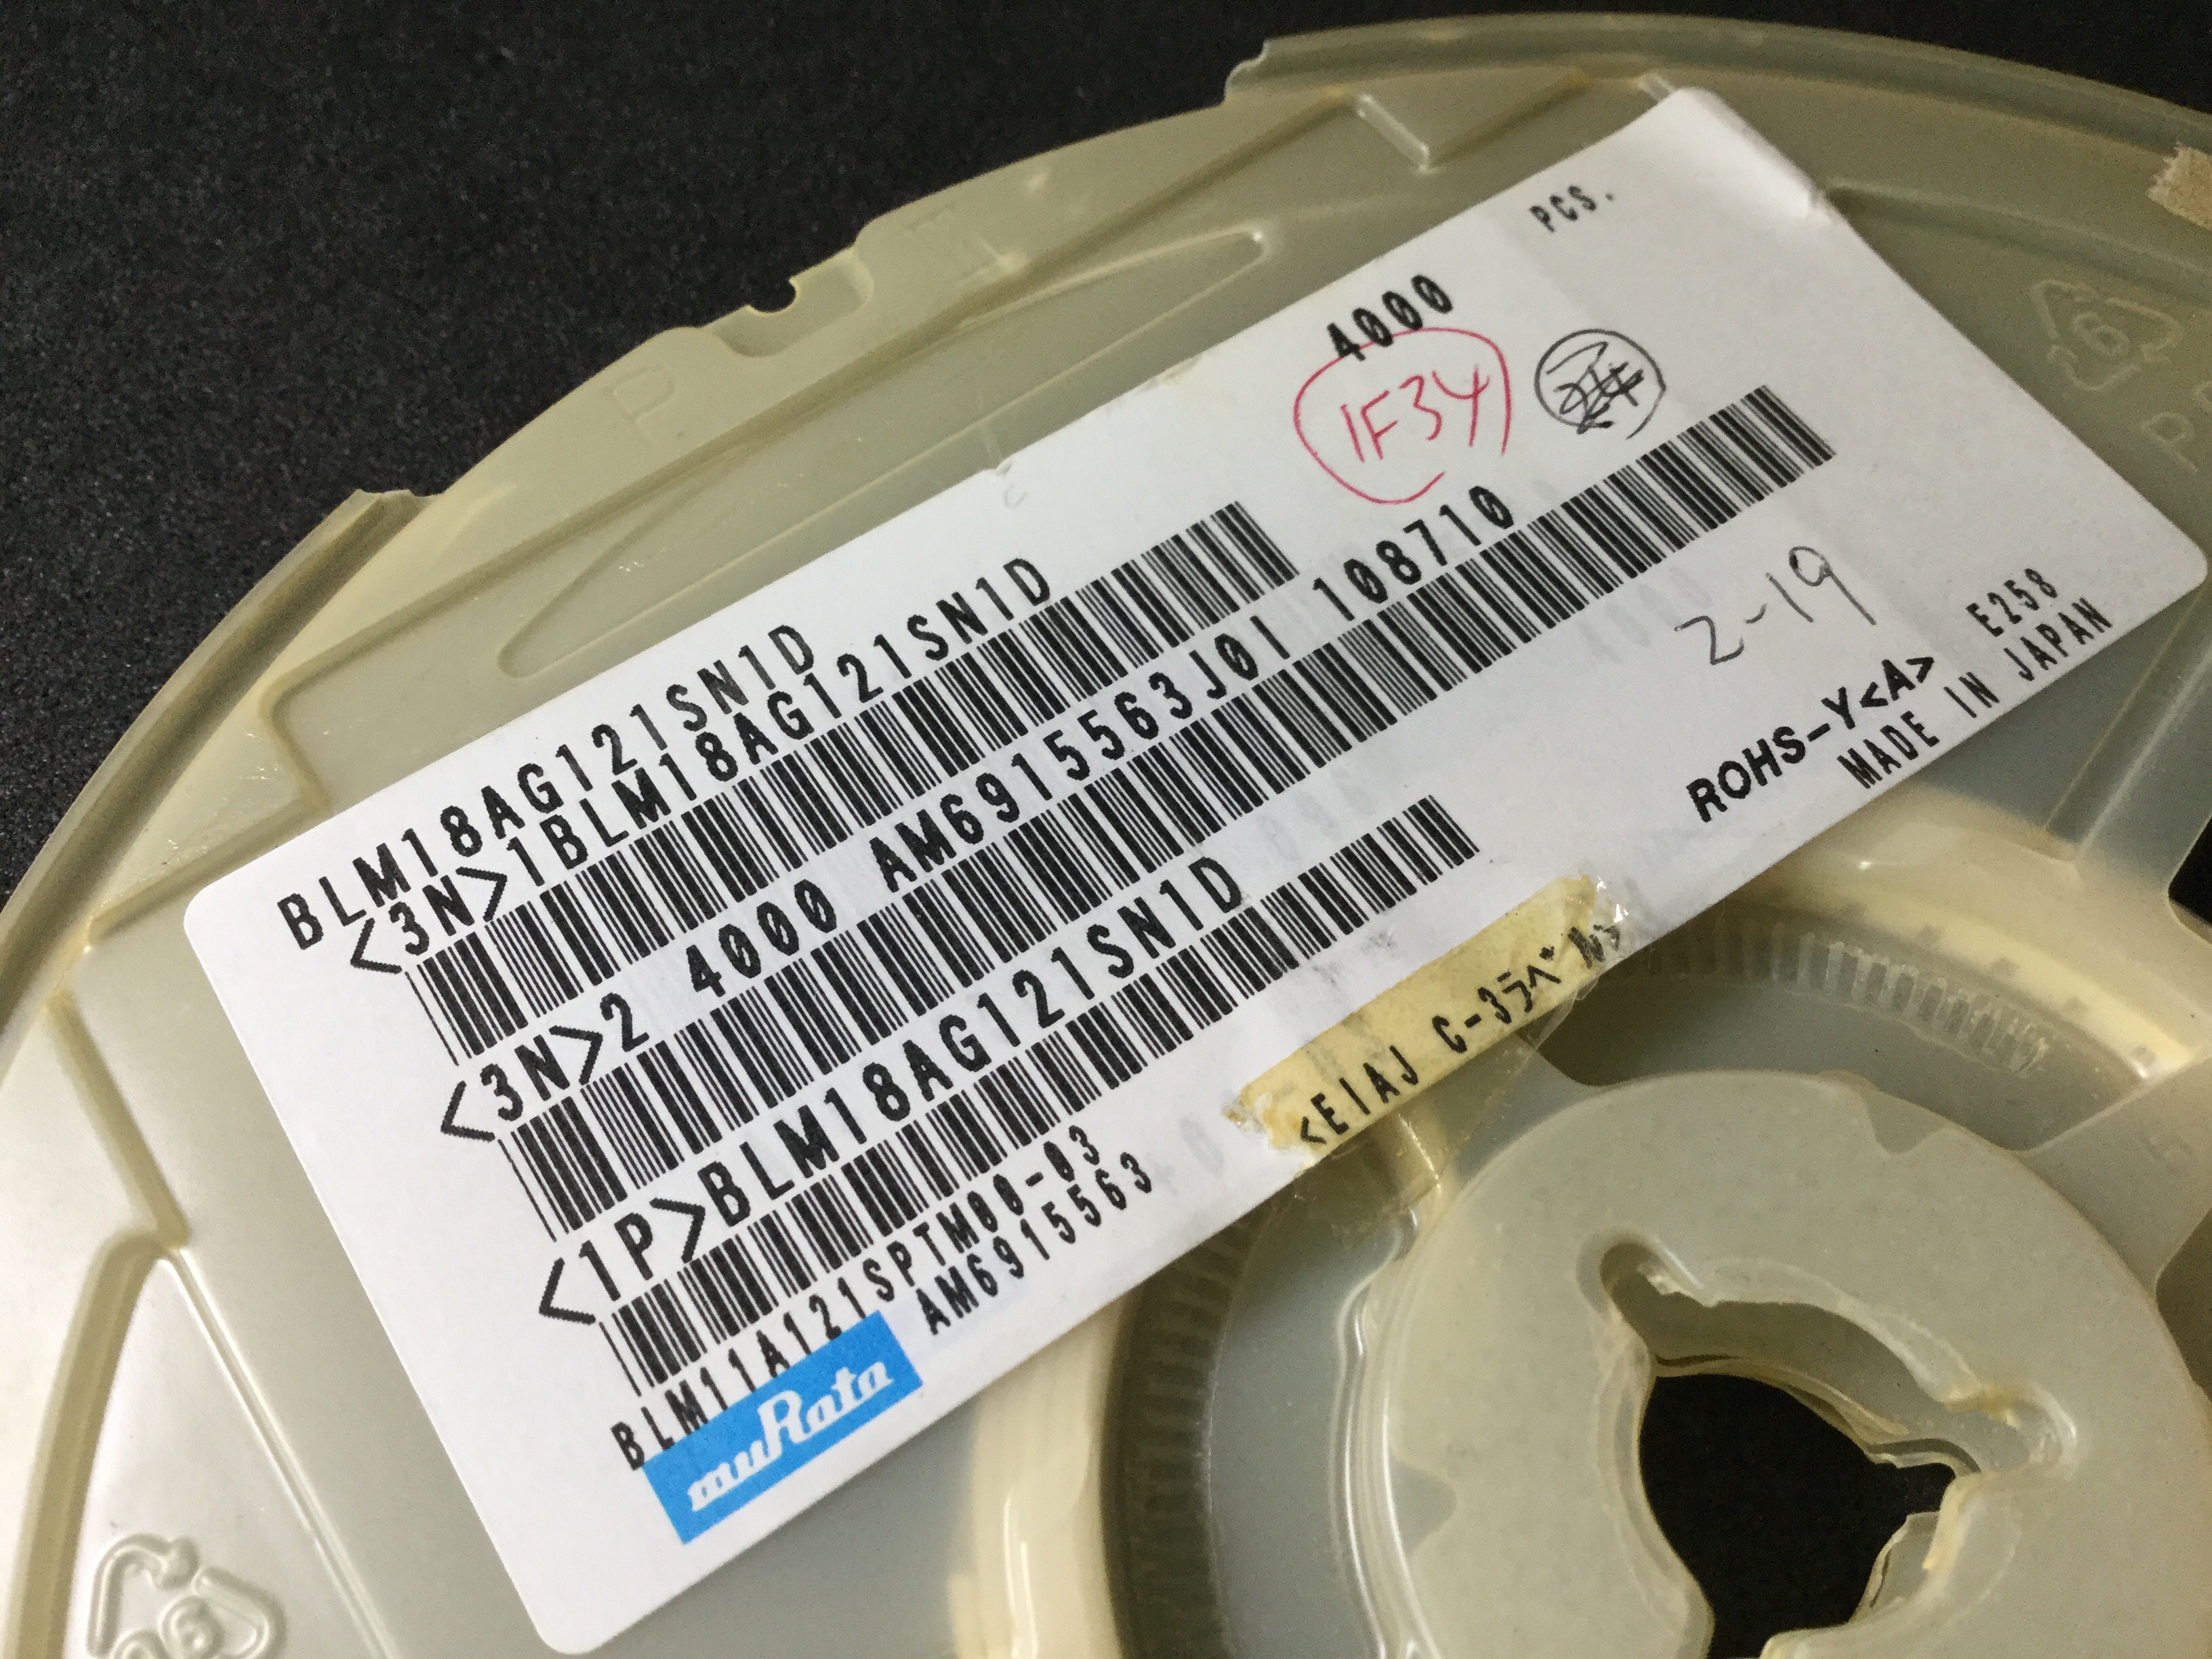 PCS.
4000
1F34
BLM18AG121SN1D
<3N>1BLM18AG121SN1D
<3N>2 4000 AM6915563J01 108710
2-19
<1P>BLM18AG121SN1D
E258
ROHS-Y<A>
MADE IN JAPAN
BLM11A121SPTM00-03
AM6915563
<EIAJ C-3ラベル>
muRata
6
P
P